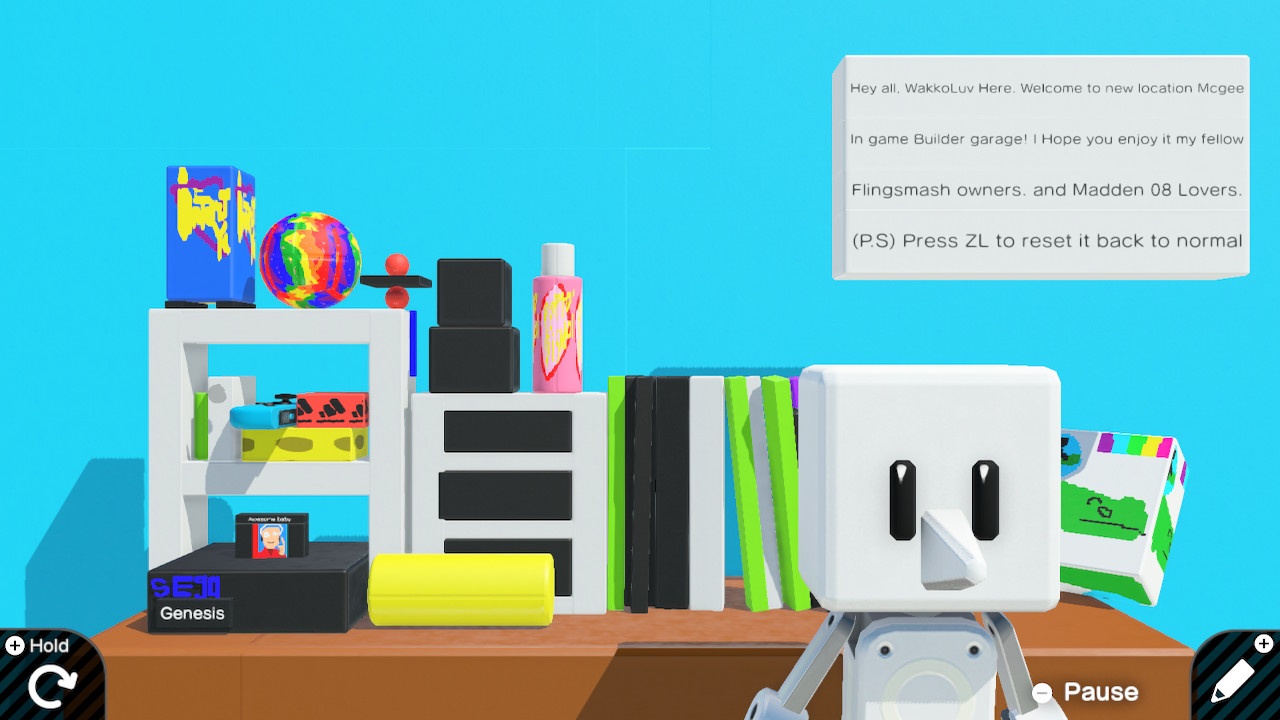 Hey all, WakkoLuv Here. Welcome to new location Mcgee
In game Builder garage! I Hope you enjoy it my fellow
Flingsmash owners. and Madden 08 Lovers.
(P.S) Press ZL to reset it back to normal
Awesome Baby
SEGA
Genesis
Hold
Pause